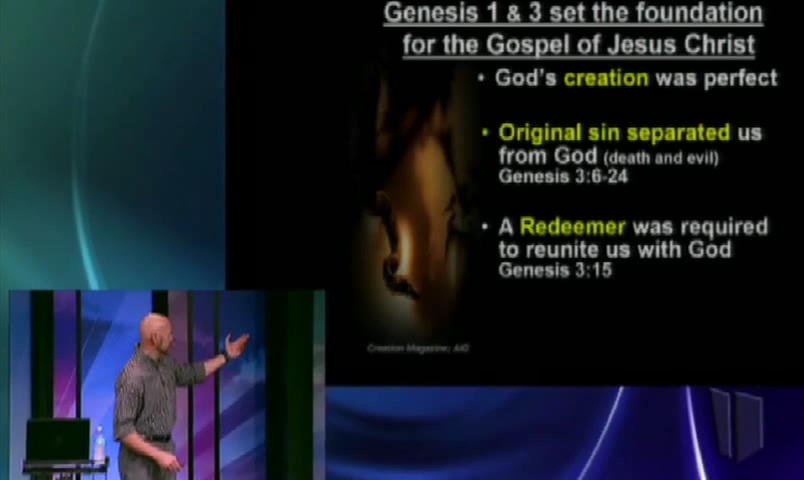 Genesis 1 & 3 set the foundation
for the Gospel of Jesus Christ
• God's creation was perfect
• Original sin separated us
from God (death and evil)
Genesis 3:6-24
• A Redeemer was required
to reunite us with God
Genesis 3:15
Creation Magazine; AiG